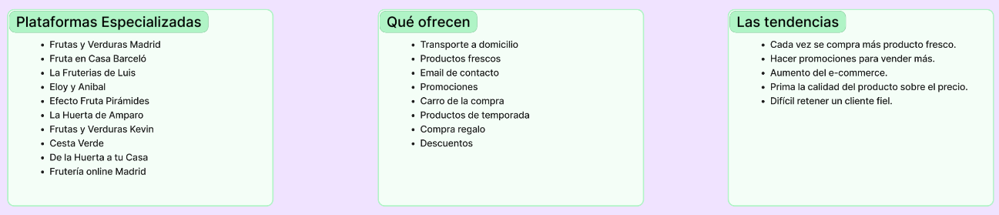 Plataformas Especializadas
• Frutas y Verduras Madrid
• Fruta en Casa Barceló
• La Fruterias de Luis
• Eloy y Anibal
• Efecto Fruta Pirámides
• La Huerta de Amparo
• Frutas y Verduras Kevin
• Cesta Verde
• De la Huerta a tu Casa
• Frutería online Madrid
Qué ofrecen
• Transporte a domicilio
• Productos frescos
• Email de contacto
• Promociones
• Carro de la compra
• Productos de temporada
• Compra regalo
• Descuentos
Las tendencias
• Cada vez se compra más producto fresco.
• Hacer promociones para vender más.
• Aumento del e-commerce.
• Prima la calidad del producto sobre el precio.
• Difícil retener un cliente fiel.